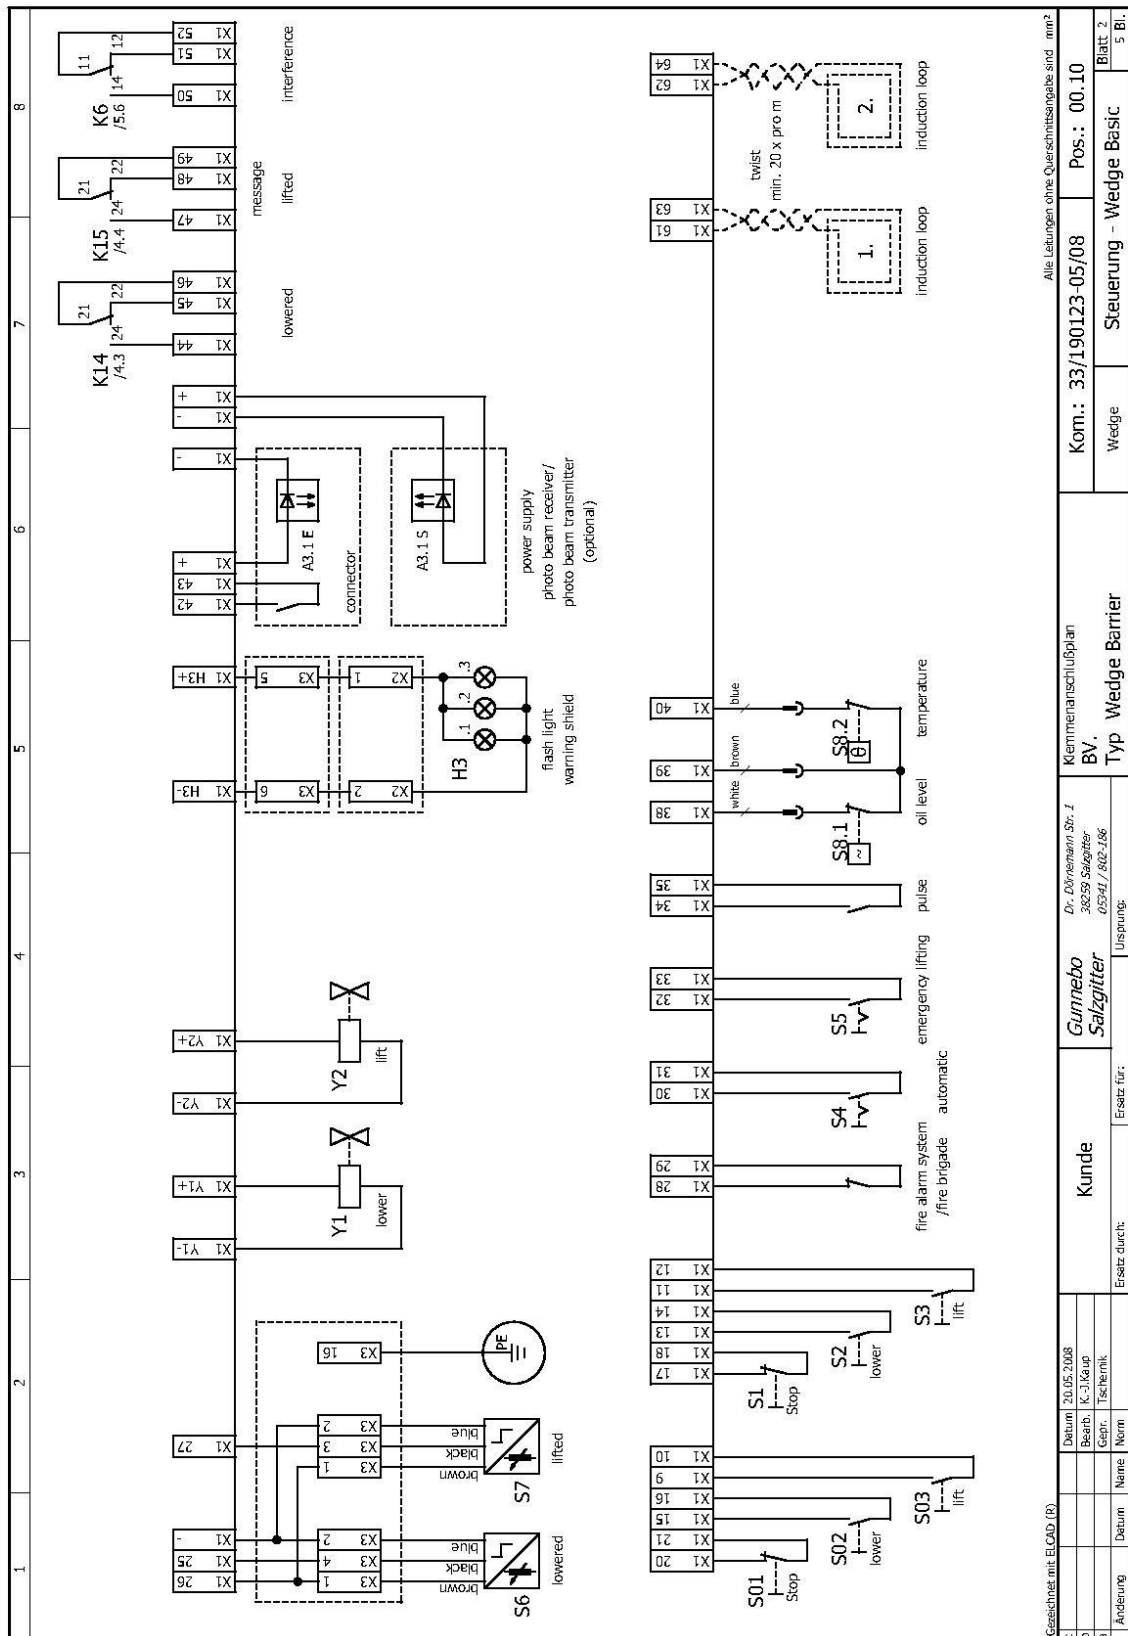 1
2
3
4
5
6
7
8
26 X1
25 X1
- X1
27 X1
Y1- X1
Y1+ X1
Y2- X1
Y2+ X1
H3- X1
H3+ X1
42 X1
43 X1
+ X1
- X1
- X1
+ X1
44 X1
45 X1
46 X1
47 X1
48 X1
49 X1
50 X1
51 X1
52 X1
1 X3
4 X3
2 X3
1 X3
3 X3
2 X3
16 X3
brown
black
blue
S6
lowered
brown
black
blue
S7
lifted
PE
Y1
lower
Y2
lift
6 X3
5 X3
2 X2
1 X2
H3
.1
.2
.3
flash light
warning shield
connector
A3.1 E
A3.1 S
power supply
photo beam receiver/
photo beam transmitter
(optional)
K14
/4.3
21
24
22
lowered
K15
/4.4
21
24
22
message
lifted
K6
/5.6
11
14
12
interference
20 X1
21 X1
15 X1
16 X1
9 X1
10 X1
17 X1
18 X1
13 X1
14 X1
11 X1
12 X1
28 X1
29 X1
30 X1
31 X1
32 X1
33 X1
34 X1
35 X1
38 X1
39 X1
40 X1
61 X1
63 X1
62 X1
64 X1
S01
Stop
S02
lower
S03
lift
S1
Stop
S2
lower
S3
lift
fire alarm system
/fire brigade
S4
automatic
S5
emergency lifting
pulse
white
brown
blue
S8.1
~
oil level
S8.2
θ
temperature
1.
induction loop
twist
min. 20 x pro m
2.
induction loop
Gezeichnet mit ELCAD (R)
Alle Leitungen ohne Querschnittsangabe sind mm²
Änderung
Datum
Name
Datum 20.05.2008
Bearb. K.-J.Kaup
Gepr. Tschernik
Norm
Kunde
Ersatz durch:
Ersatz für:
Ursprung:
Gunnebo
Salzgitter
Dr. Dörnemann Str. 1
38259 Salzgitter
05341 / 802-186
Klemmenanschlußplan
BV.
Typ Wedge Barrier
Kom.: 33/190123-05/08
Pos.: 00.10
Wedge
Steuerung - Wedge Basic
Blatt 2
5 Bl.